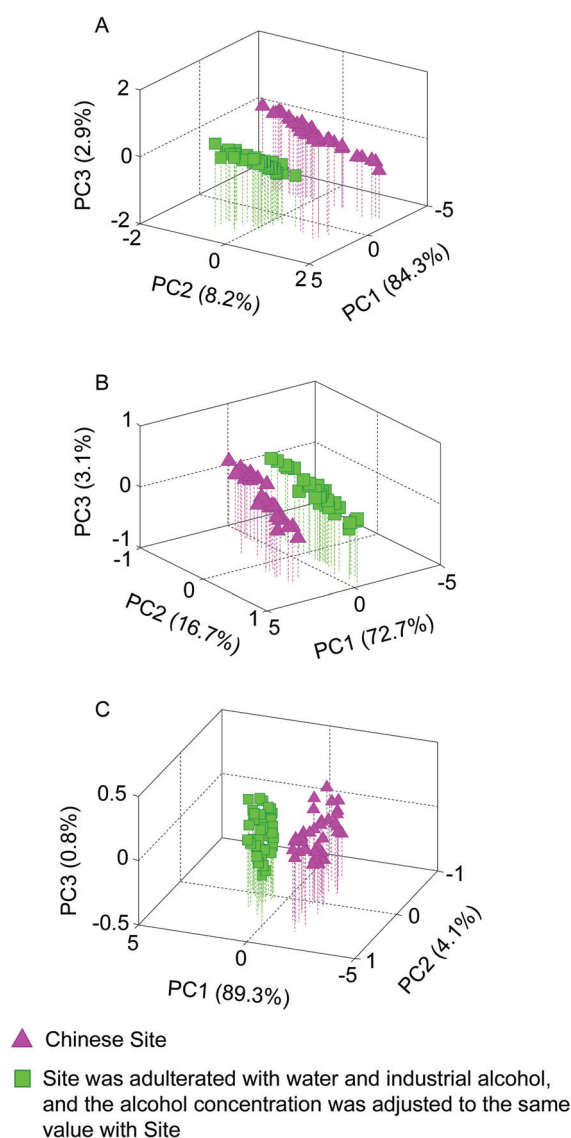 A
2
0
-2
PC3 (2.9%)
-2
0
2
PC2 (8.2%)
5
0
-5
PC1 (84.3%)
B
1
0
-1
PC3 (3.1%)
-1
0
1
PC2 (16.7%)
5
0
-5
PC1 (72.7%)
C
0.5
0
-0.5
PC3 (0.8%)
5
0
-5
PC1 (89.3%)
1
0
-1
PC2 (4.1%)
Chinese Site
Site was adulterated with water and industrial alcohol,
and the alcohol concentration was adjusted to the same
value with Site